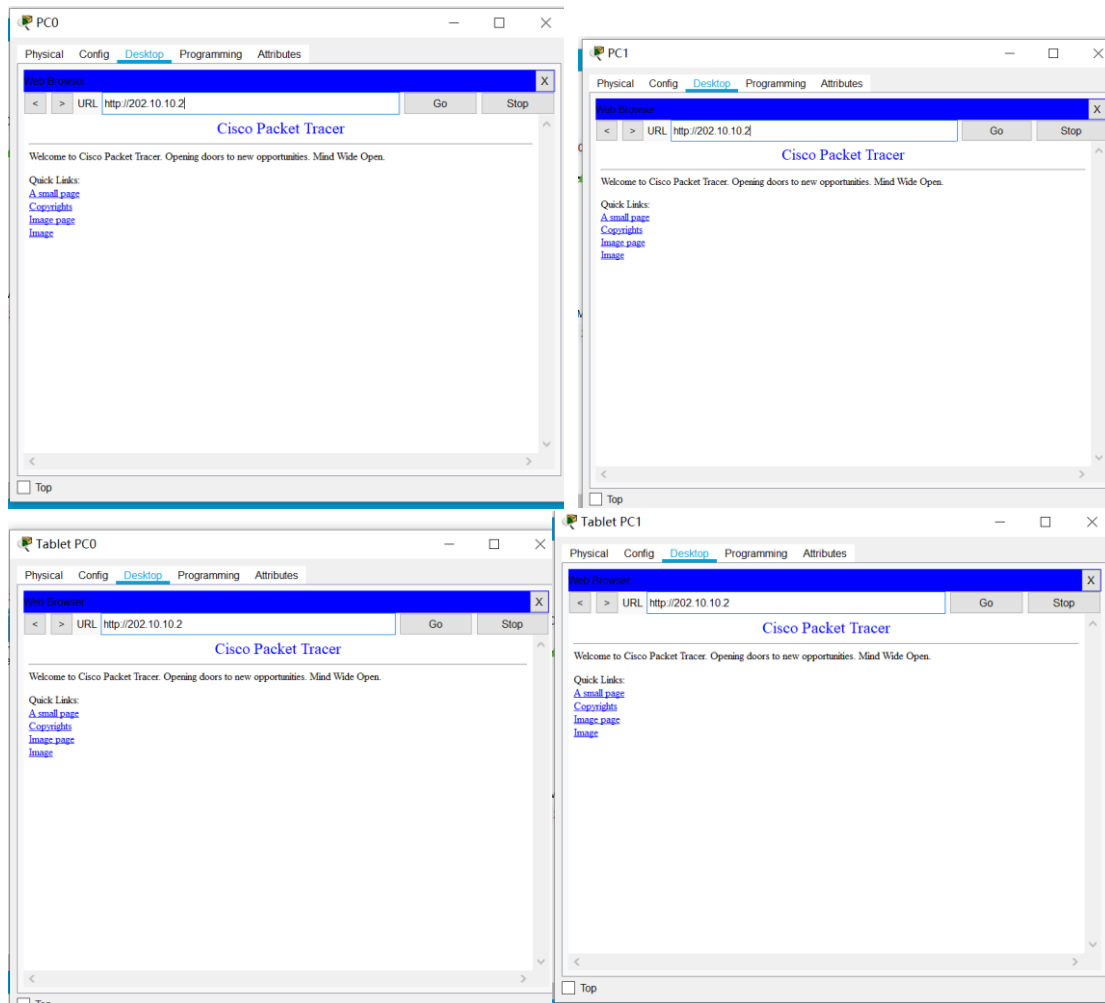 PC0
Physical Config Desktop Programming Attributes
Web Browser X
< > URL http://202.10.10.2 Go Stop
Cisco Packet Tracer
Welcome to Cisco Packet Tracer. Opening doors to new opportunities. Mind Wide Open.
Quick Links:
A small page
Copyrights
Image page
Image
Top
PC1
Physical Config Desktop Programming Attributes
Web Browser X
< > URL http://202.10.10.2 Go Stop
Cisco Packet Tracer
Welcome to Cisco Packet Tracer. Opening doors to new opportunities. Mind Wide Open.
Quick Links:
A small page
Copyrights
Image page
Image
Top
Tablet PC0
Physical Config Desktop Programming Attributes
Web Browser X
< > URL http://202.10.10.2 Go Stop
Cisco Packet Tracer
Welcome to Cisco Packet Tracer. Opening doors to new opportunities. Mind Wide Open.
Quick Links:
A small page
Copyrights
Image page
Image
Tablet PC1
Physical Config Desktop Programming Attributes
Web Browser X
< > URL http://202.10.10.2 Go Stop
Cisco Packet Tracer
Welcome to Cisco Packet Tracer. Opening doors to new opportunities. Mind Wide Open.
Quick Links:
A small page
Copyrights
Image page
Image
Top